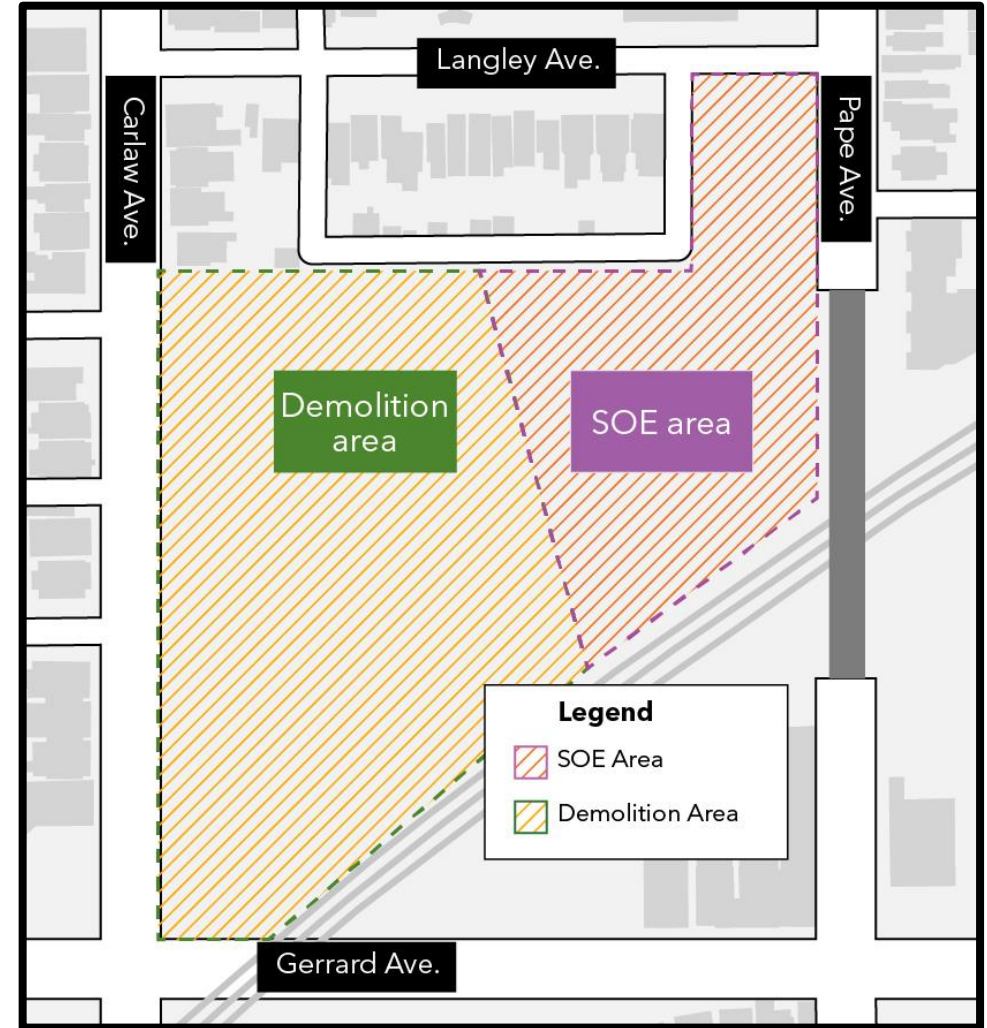 Langley Ave.
Carlaw Ave.
Pape Ave.
Demolition
area
SOE area
Legend
SOE Area
Demolition Area
Gerrard Ave.